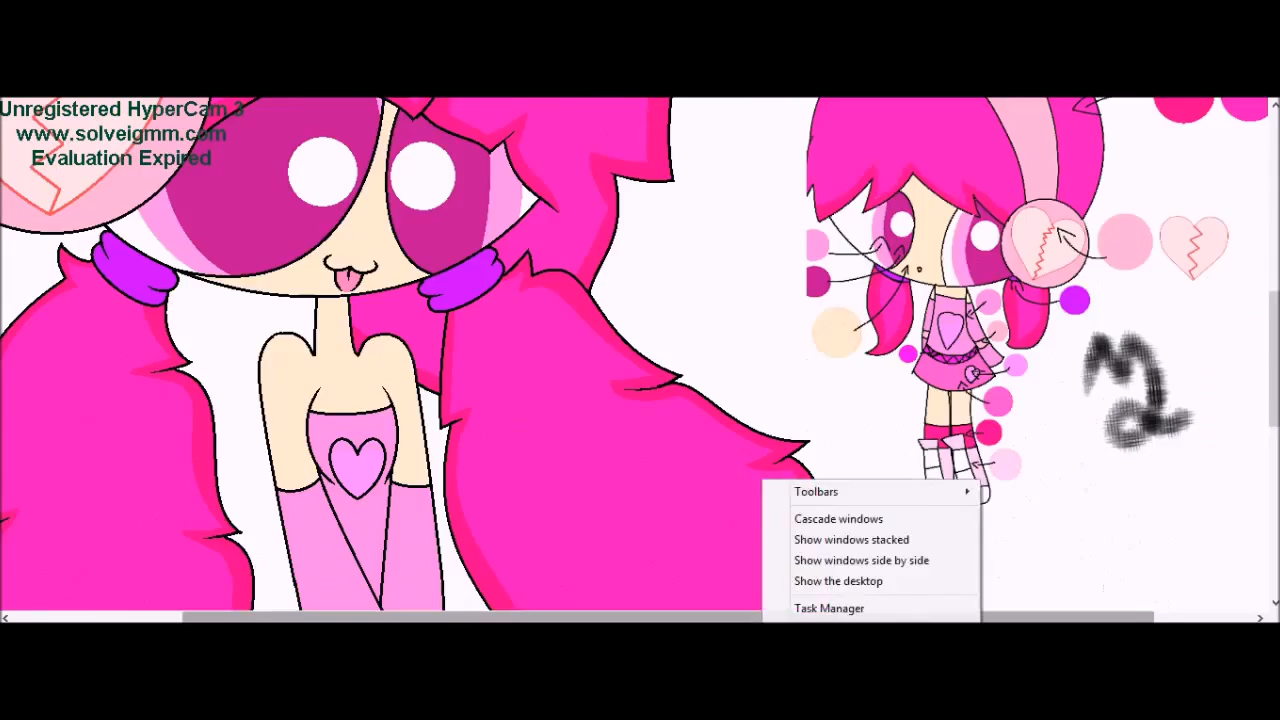 Unregistered HyperCam 3
www.solveigmm.com
Evaluation Expired
Toolbars
Cascade windows
Show windows stacked
Show windows side by side
Show the desktop
Task Manager